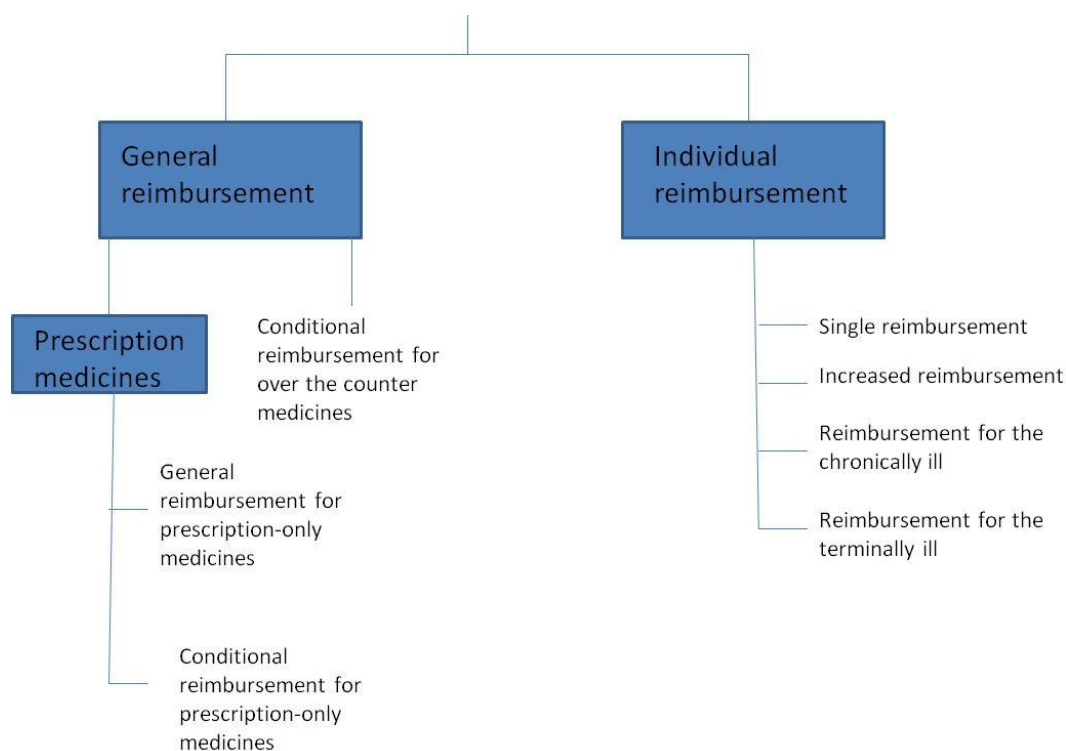 General
reimbursement
Individual
reimbursement
Prescription
medicines
Conditional
reimbursement for
over the counter
medicines
General
reimbursement for
prescription-only
medicines
Conditional
reimbursement for
prescription-only
medicines
Single reimbursement
Increased reimbursement
Reimbursement for the
chronically ill
Reimbursement for the
terminally ill